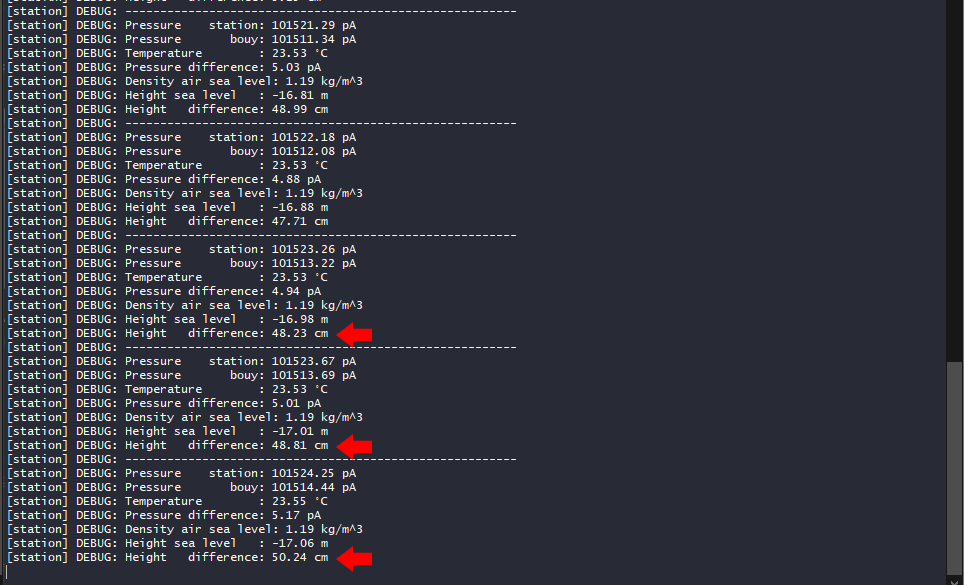 [station] DEBUG: --------------------------------------------------------
[station] DEBUG: Pressure    station: 101521.29 pA
[station] DEBUG: Pressure       bouy: 101511.34 pA
[station] DEBUG: Temperature        : 23.53 °C
[station] DEBUG: Pressure difference: 5.03 pA
[station] DEBUG: Density air sea level: 1.19 kg/m^3
[station] DEBUG: Height sea level   : -16.81 m
[station] DEBUG: Height   difference: 48.99 cm
[station] DEBUG: --------------------------------------------------------
[station] DEBUG: Pressure    station: 101522.18 pA
[station] DEBUG: Pressure       bouy: 101512.08 pA
[station] DEBUG: Temperature        : 23.53 °C
[station] DEBUG: Pressure difference: 4.88 pA
[station] DEBUG: Density air sea level: 1.19 kg/m^3
[station] DEBUG: Height sea level   : -16.88 m
[station] DEBUG: Height   difference: 47.71 cm
[station] DEBUG: --------------------------------------------------------
[station] DEBUG: Pressure    station: 101523.26 pA
[station] DEBUG: Pressure       bouy: 101513.22 pA
[station] DEBUG: Temperature        : 23.53 °C
[station] DEBUG: Pressure difference: 4.94 pA
[station] DEBUG: Density air sea level: 1.19 kg/m^3
[station] DEBUG: Height sea level   : -16.98 m
[station] DEBUG: Height   difference: 48.23 cm
[station] DEBUG: --------------------------------------------------------
[station] DEBUG: Pressure    station: 101523.67 pA
[station] DEBUG: Pressure       bouy: 101513.69 pA
[station] DEBUG: Temperature        : 23.53 °C
[station] DEBUG: Pressure difference: 5.01 pA
[station] DEBUG: Density air sea level: 1.19 kg/m^3
[station] DEBUG: Height sea level   : -17.01 m
[station] DEBUG: Height   difference: 48.81 cm
[station] DEBUG: --------------------------------------------------------
[station] DEBUG: Pressure    station: 101524.25 pA
[station] DEBUG: Pressure       bouy: 101514.44 pA
[station] DEBUG: Temperature        : 23.55 °C
[station] DEBUG: Pressure difference: 5.17 pA
[station] DEBUG: Density air sea level: 1.19 kg/m^3
[station] DEBUG: Height sea level   : -17.06 m
[station] DEBUG: Height   difference: 50.24 cm